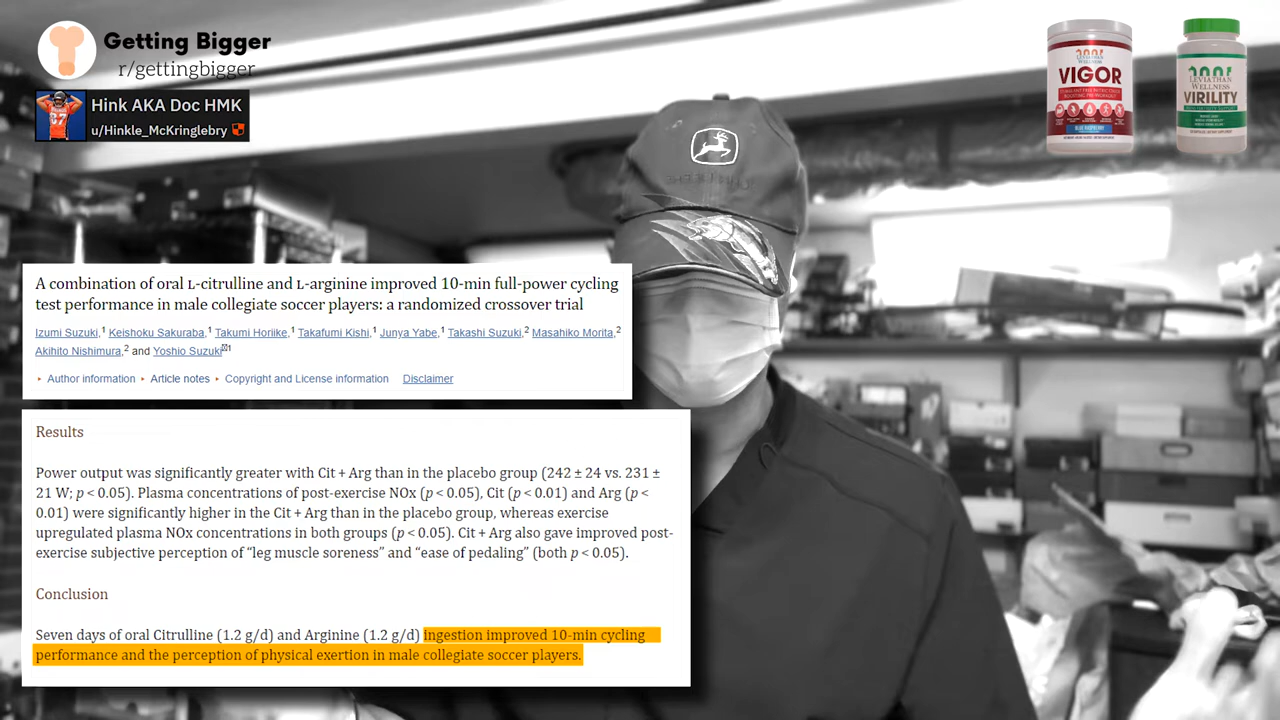 Getting Bigger
r/gettingbigger
Hink AKA Doc HMK
u/Hinkle_McKringlebry
LEVIATHAN
WELLNESS
VIGOR
BLUE RASPBERRY
LEVIATHAN
WELLNESS
VIRILITY
A combination of oral L-citrulline and L-arginine improved 10-min full-power cycling
test performance in male collegiate soccer players: a randomized crossover trial
Izumi Suzuki,1 Keishoku Sakuraba,1 Takumi Horiike,1 Takafumi Kishi,1 Junya Yabe,1 Takashi Suzuki,2 Masahiko Morita,2
Akihito Nishimura,2 and Yoshio Suzuki✉1
▸ Author information ▸ Article notes ▸ Copyright and License information Disclaimer
Results
Power output was significantly greater with Cit + Arg than in the placebo group (242 ± 24 vs. 231 ±
21 W; p < 0.05). Plasma concentrations of post-exercise NOx (p < 0.05), Cit (p < 0.01) and Arg (p <
0.01) were significantly higher in the Cit + Arg than in the placebo group, whereas exercise
upregulated plasma NOx concentrations in both groups (p < 0.05). Cit + Arg also gave improved post-
exercise subjective perception of “leg muscle soreness” and “ease of pedaling” (both p < 0.05).
Conclusion
Seven days of oral Citrulline (1.2 g/d) and Arginine (1.2 g/d) ingestion improved 10-min cycling
performance and the perception of physical exertion in male collegiate soccer players.